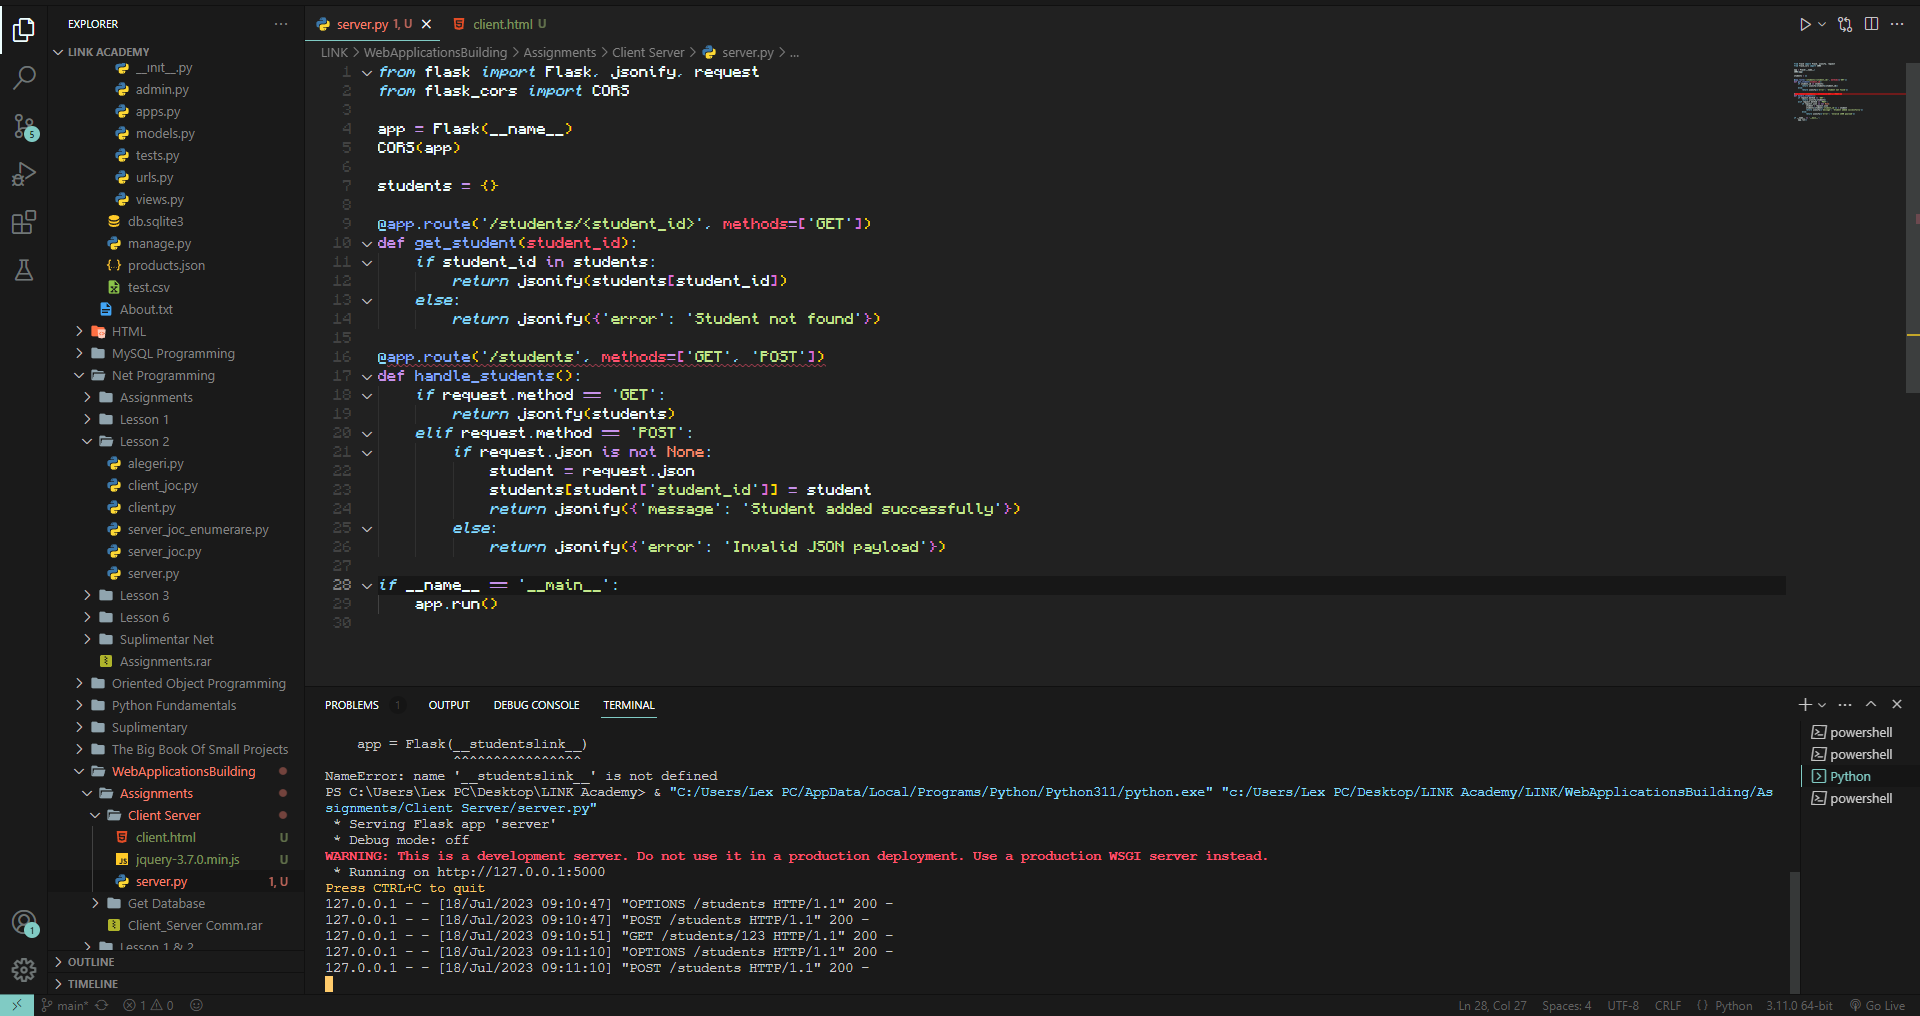 EXPLORER
LINK ACADEMY
__init__.py
admin.py
apps.py
models.py
tests.py
urls.py
views.py
db.sqlite3
manage.py
products.json
test.csv
About.txt
HTML
MySQL Programming
Net Programming
Assignments
Lesson 1
Lesson 2
alegeri.py
client_joc.py
client.py
server_joc_enumerare.py
server_joc.py
server.py
Lesson 3
Lesson 6
Suplimentar Net
Assignments.rar
Oriented Object Programming
Python Fundamentals
Suplimentary
The Big Book Of Small Projects
WebApplicationsBuilding
Assignments
Client Server
client.html U
jquery-3.7.0.min.js U
server.py 1, U
Get Database
Client_Server Comm.rar
Lesson 1 & 2
OUTLINE
TIMELINE
5
1
server.py 1, U
client.html U
LINK > WebApplicationsBuilding > Assignments > Client Server > server.py > ...
1 from flask import Flask, jsonify, request
2 from flask_cors import CORS
3
4 app = Flask(__name__)
5 CORS(app)
6
7 students = {}
8
9 @app.route('/students/<student_id>', methods=['GET'])
10 def get_student(student_id):
11 if student_id in students:
12 return jsonify(students[student_id])
13 else:
14 return jsonify({'error': 'Student not found'})
15
16 @app.route('/students', methods=['GET', 'POST'])
17 def handle_students():
18 if request.method == 'GET':
19 return jsonify(students)
20 elif request.method == 'POST':
21 if request.json is not None:
22 student = request.json
23 students[student['student_id']] = student
24 return jsonify({'message': 'Student added successfully'})
25 else:
26 return jsonify({'error': 'Invalid JSON payload'})
27
28 if __name__ == '__main__':
29 app.run()
30
PROBLEMS 1 OUTPUT DEBUG CONSOLE TERMINAL
app = Flask(__studentslink__)
^^^^^^^^^^^^^^^^
NameError: name '__studentslink__' is not defined
PS C:\Users\Lex PC\Desktop\LINK Academy> & "C:/Users/Lex PC/AppData/Local/Programs/Python/Python311/python.exe" "c:/Users/Lex PC/Desktop/LINK Academy/LINK/WebApplicationsBuilding/As
signments/Client Server/server.py"
* Serving Flask app 'server'
* Debug mode: off
WARNING: This is a development server. Do not use it in a production deployment. Use a production WSGI server instead.
* Running on http://127.0.0.1:5000
Press CTRL+C to quit
127.0.0.1 - - [18/Jul/2023 09:10:47] "OPTIONS /students HTTP/1.1" 200 -
127.0.0.1 - - [18/Jul/2023 09:10:47] "POST /students HTTP/1.1" 200 -
127.0.0.1 - - [18/Jul/2023 09:10:51] "GET /students/123 HTTP/1.1" 200 -
127.0.0.1 - - [18/Jul/2023 09:11:10] "OPTIONS /students HTTP/1.1" 200 -
127.0.0.1 - - [18/Jul/2023 09:11:10] "POST /students HTTP/1.1" 200 -
powershell
powershell
Python
powershell
main* 1 0 Ln 28, Col 27 Spaces: 4 UTF-8 CRLF { } Python 3.11.0 64-bit Go Live